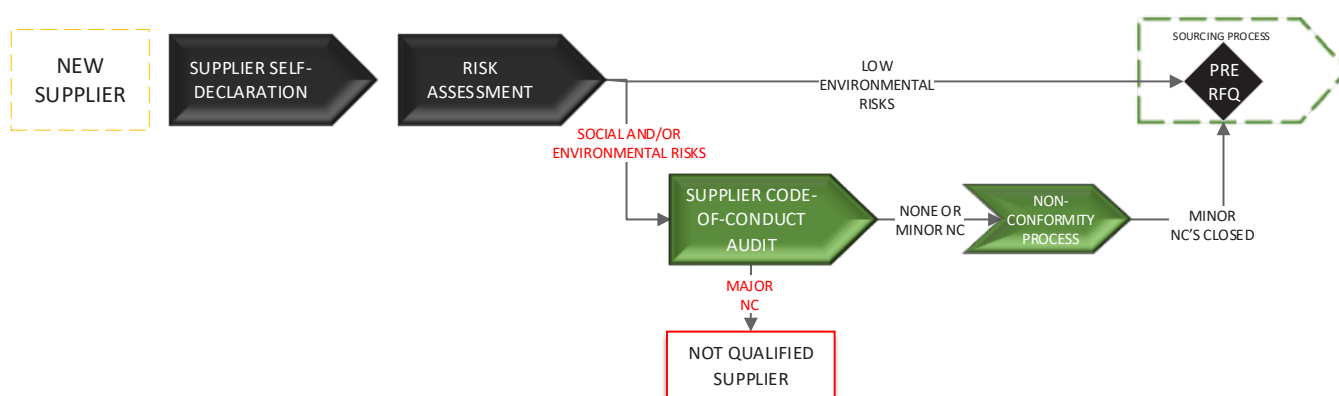 NEW
SUPPLIER
SUPPLIER SELF-
DECLARATION
RISK
ASSESSMENT
LOW
ENVIRONMENTAL
RISKS
SOURCING PROCESS
PRE
RFQ
SOCIAL AND/OR
ENVIRONMENTAL RISKS
SUPPLIER CODE-
OF-CONDUCT
AUDIT
NONE OR
MINOR NC
NON-
CONFORMITY
PROCESS
MINOR
NC'S CLOSED
MAJOR
NC
NOT QUALIFIED
SUPPLIER